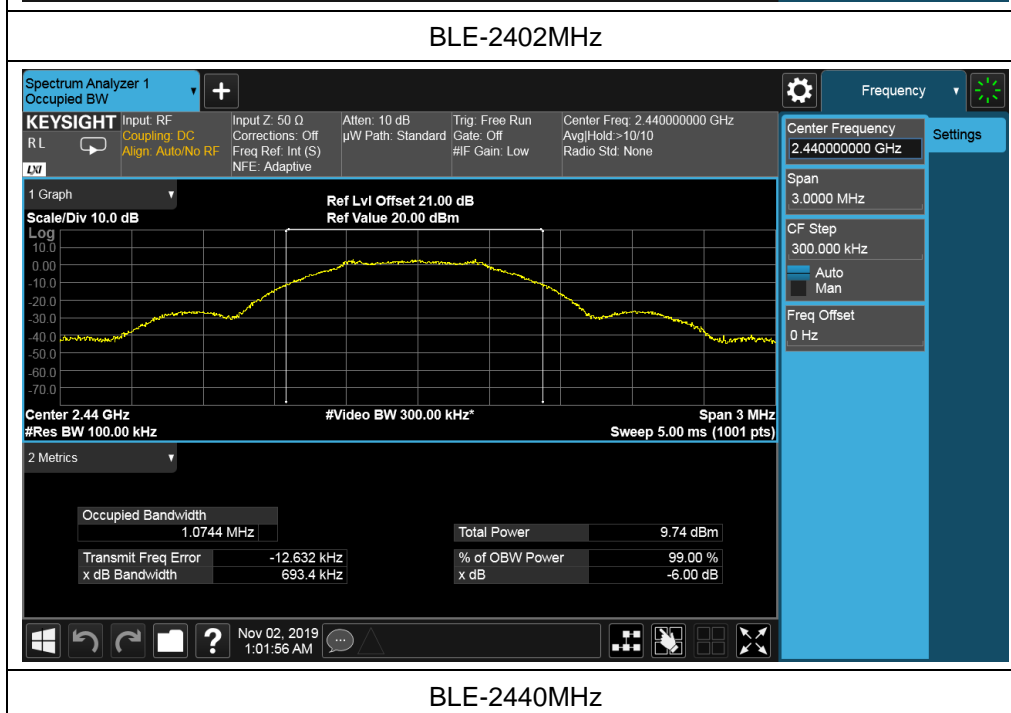 BLE-2402MHz
Spectrum Analyzer 1
Occupied BW
+
Frequency
KEYSIGHT
RL
LXI
Input: RF
Coupling: DC
Align: Auto/No RF
Input Z: 50 Ω
Corrections: Off
Freq Ref: Int (S)
NFE: Adaptive
Atten: 10 dB
µW Path: Standard
Trig: Free Run
Gate: Off
#IF Gain: Low
Center Freq: 2.440000000 GHz
Avg|Hold:>10/10
Radio Std: None
Center Frequency
2.440000000 GHz
Settings
Span
3.0000 MHz
CF Step
300.000 kHz
Auto
Man
Freq Offset
0 Hz
1 Graph
Scale/Div 10.0 dB
Ref Lvl Offset 21.00 dB
Ref Value 20.00 dBm
Log
10.0
0.00
-10.0
-20.0
-30.0
-40.0
-50.0
-60.0
-70.0
Center 2.44 GHz
#Res BW 100.00 kHz
#Video BW 300.00 kHz*
Span 3 MHz
Sweep 5.00 ms (1001 pts)
2 Metrics
Occupied Bandwidth
1.0744 MHz
Transmit Freq Error -12.632 kHz
x dB Bandwidth 693.4 kHz
Total Power 9.74 dBm
% of OBW Power 99.00 %
x dB -6.00 dB
?
Nov 02, 2019
1:01:56 AM
BLE-2440MHz